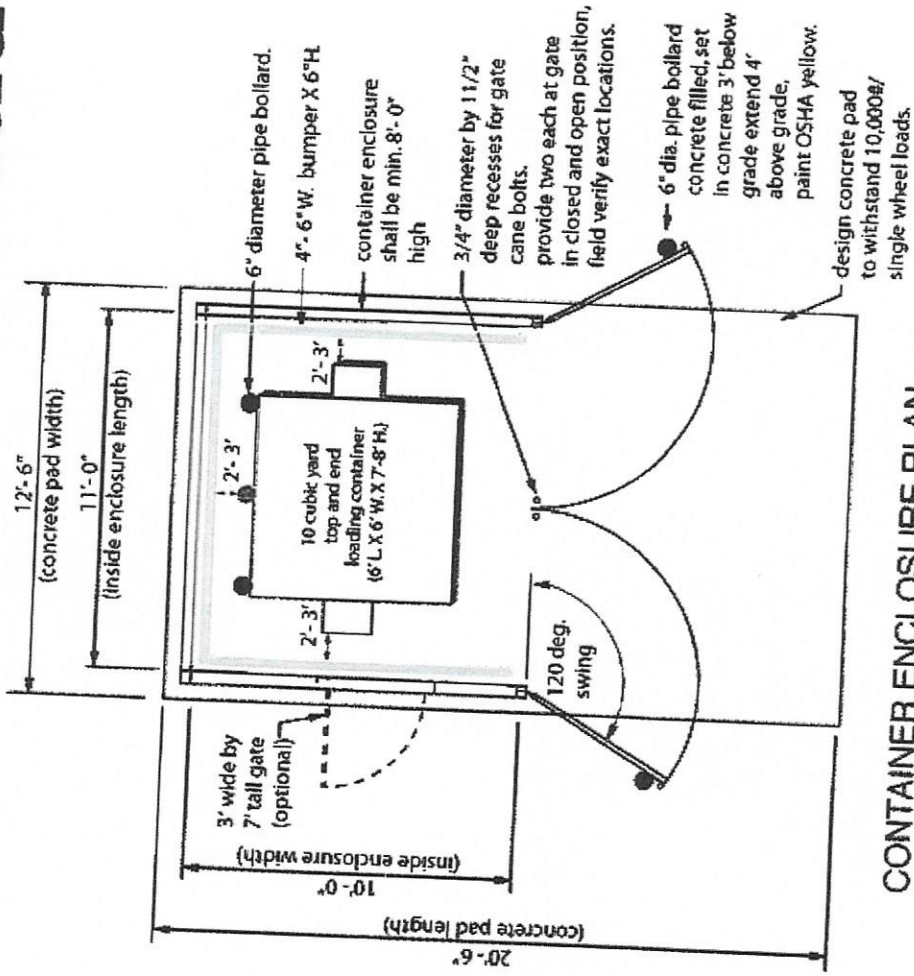 12'- 6"
(concrete pad width)
11'- 0"
(inside enclosure length)
6" diameter pipe bollard.
4"- 6"W. bumper X 6"H.
container enclosure
shall be min. 8'- 0"
high
3/4" diameter by 1 1/2"
deep recesses for gate
cane bolts.
provide two each at gate
in closed and open position,
field verify exact locations.
6" dia. pipe bollard
concrete filled, set
in concrete 3' below
grade extend 4'
above grade,
paint OSHA yellow.
design concrete pad
to withstand 10,000#/
single wheel loads.
2'- 3'
2'- 3'
2'- 3'
10 cubic yard
top and end
loading container
(6' L X 6' W. X 7'-8' H.)
3' wide by
7' tall gate
(optional)
120 deg.
swing
10'- 0"
(inside enclosure width)
20'- 6"
(concrete pad length)
CONTAINER ENCLOSURE PLAN